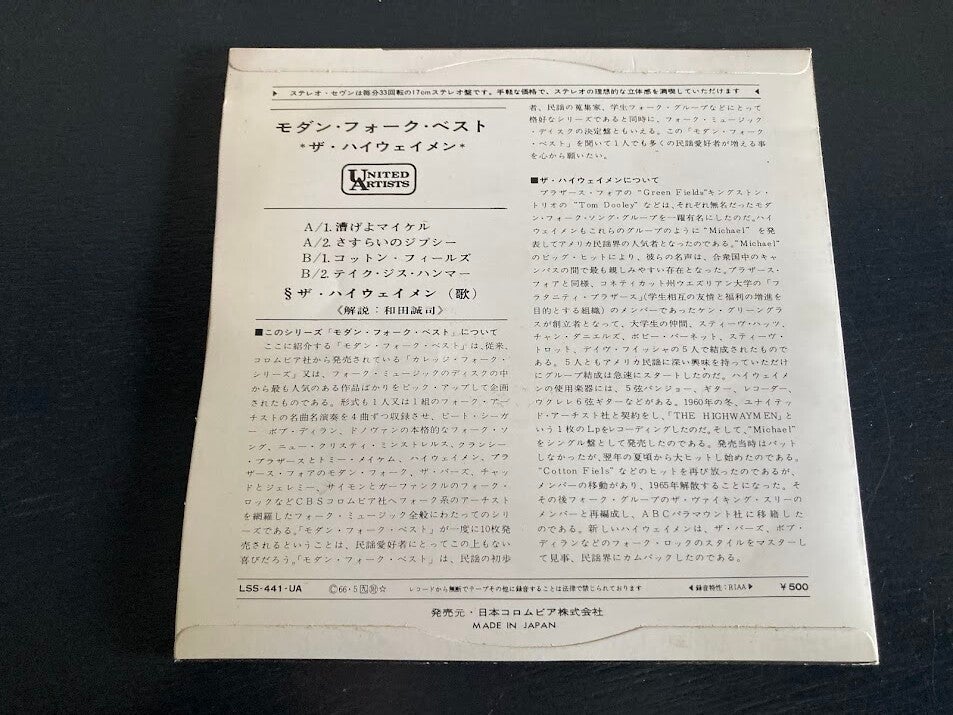 ▶ ステレオ・セヴンは毎分33回転の17cmステレオ盤です。手軽な価格で、ステレオの理想的な立体感を満喫していただけます ◀
モダン・フォーク・ベスト
*ザ・ハイウェイメン*
UNITED ARTISTS
A/1. 漕げよマイケル
A/2. さすらいのジプシー
B/1. コットン・フィールズ
B/2. テイク・ジス・ハンマー
§ ザ・ハイウェイメン（歌）
《解説：和田誠司》
■このシリーズ「モダン・フォーク・ベスト」について
ここに紹介する「モダン・フォーク・ベスト」は、従来、
コロムビア社から発売されている「カレッジ・フォーク・
シリーズ」又は、フォーク・ミュージックのディスクの中
から最も人気のある作品ばかりをピック・アップして企画
されたものである。形式も1人又は1組のフォーク・アー
チストの名曲名演奏を4曲ずつ収録させ、ピート・シーガ
ー ボブ・ディラン、ドノヴァンの本格的なフォーク・ソ
ング、ニュー・クリスティ・ミンストレルス、クランシー
・ブラザースとトミー・メイケム、ハイウェイメン、ブラ
ザース・フォアのモダン・フォーク、ザ・バーズ、チャッ
ドとジェレミー、サイモンとガーファンクルのフォーク・
ロックなどCBSコロムビア社へフォーク系のアーチスト
を網羅したフォーク・ミュージック全般にわたってのシリ
ーズである。「モダン・フォーク・ベスト」が一度に10枚発
売されるということは、民謡愛好者にとってこの上もない
喜びだろう。「モダン・フォーク・ベスト」は、民謡の初歩
者、民謡の蒐集家、学生フォーク・グループなどにとって
格好なシリーズであると同時に、フォーク・ミュージック
・ディスクの決定盤ともいえる。この「モダン・フォーク
・ベスト」を聞いて1人でも多くの民謡愛好者が増える事
を心から願いたい。
■ザ・ハイウェイメンについて
ブラザース・フォアの“Green Fields”キングストン・
トリオの “Tom Dooley” などは、それぞれ無名だったモダ
ン・フォーク・ソング・グループを一躍有名にしたのだ。ハイ
ウェイメンもこれらのグループのように “Michael” を発
表してアメリカ民謡界の人気者となったのである。“Michael”
のビッグ・ヒットにより、彼らの名声は、合衆国中のキャ
ンパスの間で最も親しみやすい存在となった。ブラザース・
フォアと同様、コネティカット州ウエズリアン大学の「フ
ラタニティ・ブラザース」（学生相互の友情と福利の増進を
目的とする組織）のメンバーであったケン・グリーングラ
スが創立者となって、大学生の仲間、スティーヴ・ハッツ、
チャン・ダニエルズ、ボビー・バーネット、スティーヴ・
トロット、デイヴ・フイッシャの5人で結成されたものであ
る。5人ともアメリカ民謡に深い興味を持っていただけ
にグループ結成は急速にスタートしたのだ。ハイウェイメ
ンの使用楽器には、5弦バンジョー、ギター、レコーダー、
ウクレレ6弦ギターなどがある。1960年の冬、ユナイテッ
ド・アーチスト社と契約をし、「THE HIGHWAYMEN」とい
う1枚のLpをレコーディングしたのだ。そして、“Michael”
をシングル盤として発売したのである。発売当時はパット
しなかったが、翌年の夏頃から大ヒットし始めたのである。
“Cotton Fiels” などのヒットを再び放ったのであるが、
メンバーの移動があり、1965年解散することになった。そ
の後フォーク・グループのザ・ヴァイキング・スリーの
メンバーと再編成し、ABCパラマウント社に移籍した
のである。新しいハイウェイメンは、ザ・バーズ、ボブ・
ディランなどのフォーク・ロックのスタイルをマスターし
て見事、民謡界にカムバックしたのである。
LSS-441-UA
©66・5 ☆
レコードから無断でテープその他に録音することは法律で禁じられております
◀録音特性：RIAA▶
￥500
発売元・日本コロムビア株式会社
MADE IN JAPAN